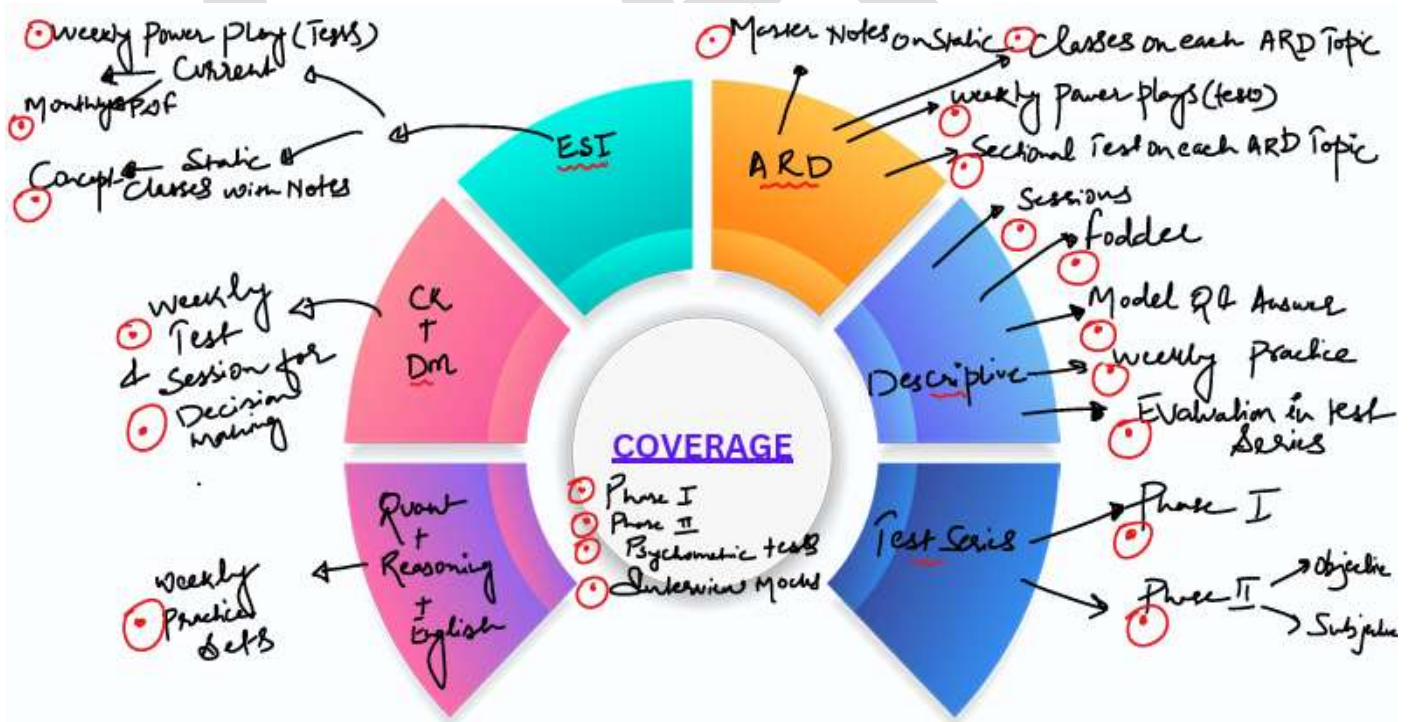 Weekly Power Play (Tests)
Current
Monthly PDF
Static
Concept Classes with Notes
ESI
Master Notes on Static
Classes on each ARD Topic
Weekly Power plays (tests)
Sectional Test on each ARD Topic
ARD
Sessions
fodder
Model Q & Answer
Weekly Practice
Evaluation in test
Series
Descriptive
Weekly
Test
&
Session for
Decision
Making
CK
+
DM
COVERAGE
Phase I
Phase II
Psychometric tests
Interview Mocks
Quant
+
Reasoning
+
English
Weekly
Practice
Sets
Test Series
Phase I
Phase II
Objective
Subjective